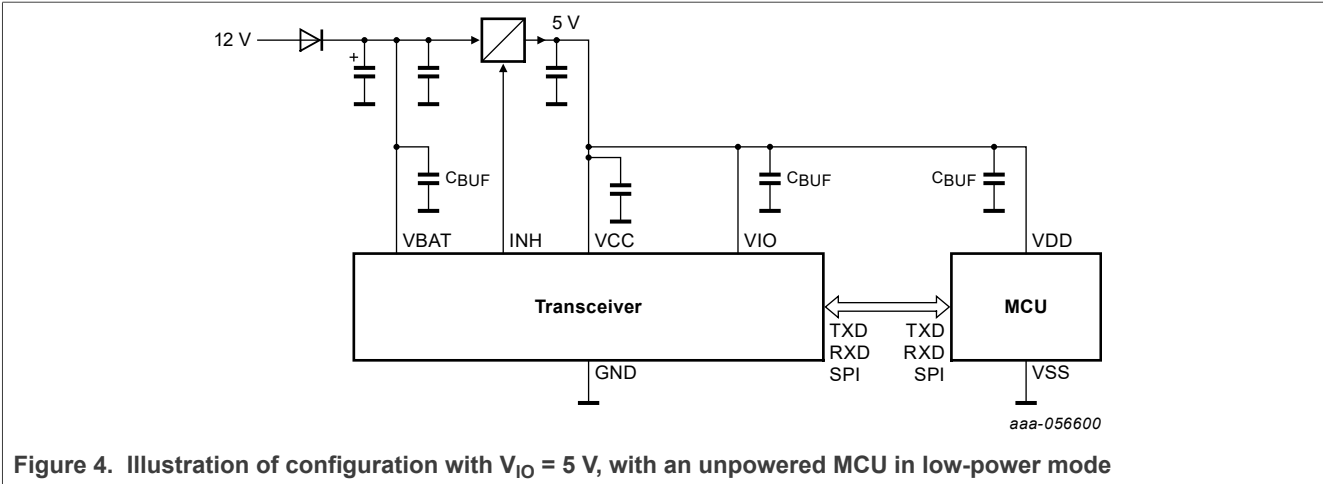 12 V
5 V
+
CBUF
CBUF
CBUF
VBAT
INH
VCC
VIO
VDD
Transceiver
MCU
TXD
RXD
SPI
TXD
RXD
SPI
GND
VSS
aaa-056600
Figure 4. Illustration of configuration with VIO = 5 V, with an unpowered MCU in low-power mode